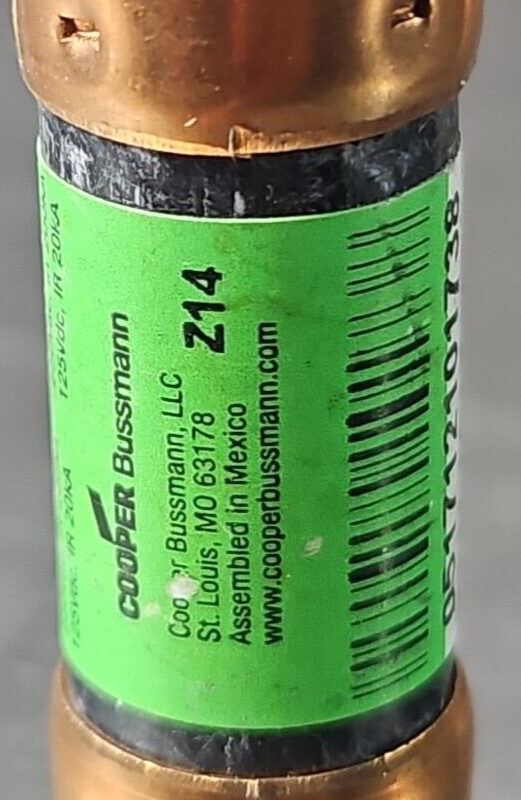 125Vdc, IR 20kA
125Vdc, IR 20kA
COOPER Bussmann
Cooper Bussmann, LLC
St. Louis, MO 63178
Assembled in Mexico
www.cooperbussmann.com
Z14
051712101738